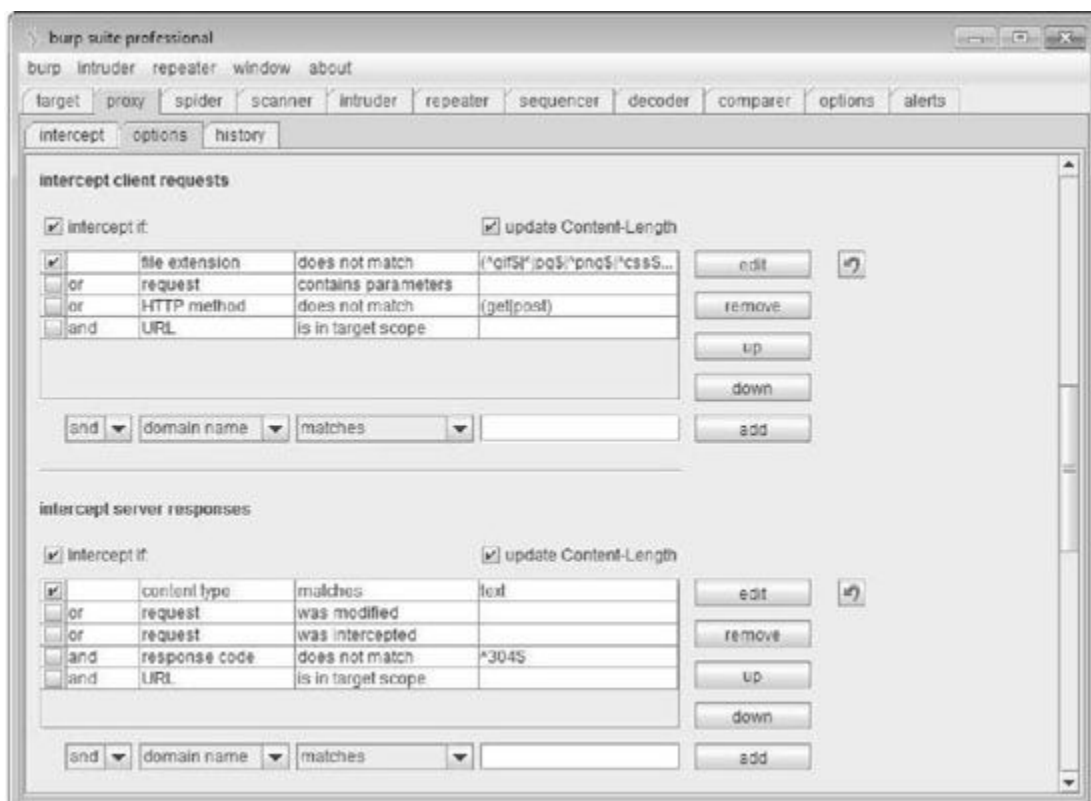 burp suite professional
burp intruder repeater window about
target proxy spider scanner intruder repeater sequencer decoder comparer options alerts
intercept options history
intercept client requests
intercept if: update Content-Length
file extension does not match (^gif$|^jpg$|^png$|^css$... edit
or request contains parameters
or HTTP method does not match (get|post) remove
and URL is in target scope
up
down
and domain name matches add
intercept server responses
intercept if: update Content-Length
content type matches text edit
or request was modified
or request was intercepted remove
and response code does not match ^304$
and URL is in target scope up
down
and domain name matches add